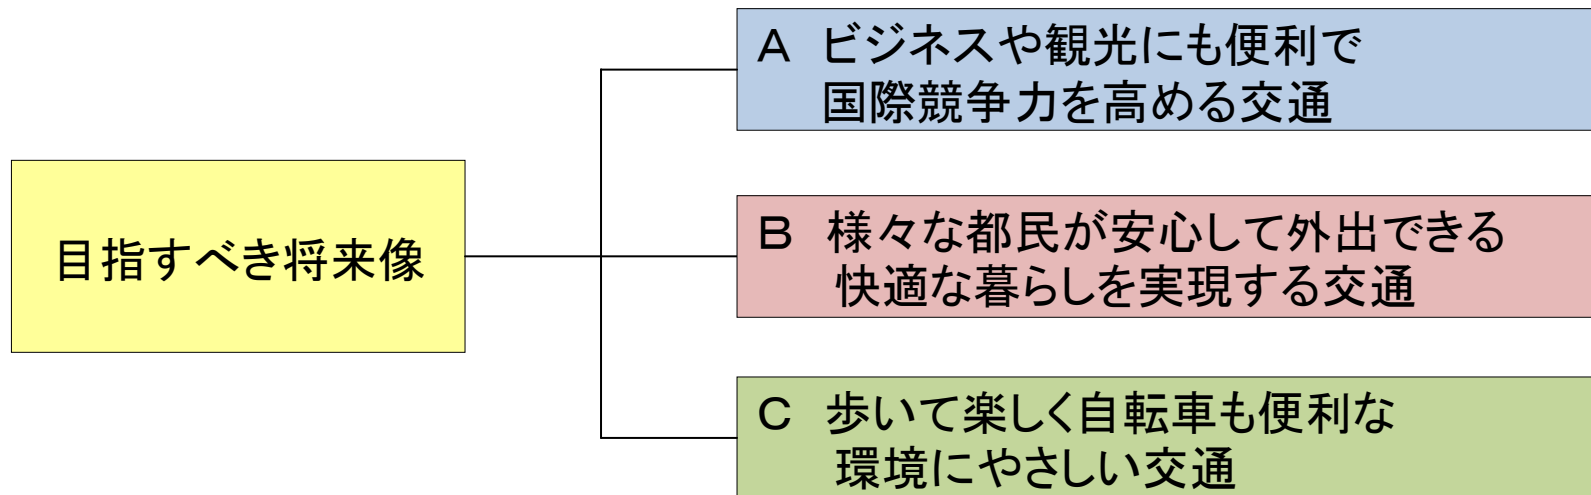 目指すべき将来像
A ビジネスや観光にも便利で
国際競争力を高める交通
B 様々な都民が安心して外出できる
快適な暮らしを実現する交通
C 歩いて楽しく自転車も便利な
環境にやさしい交通